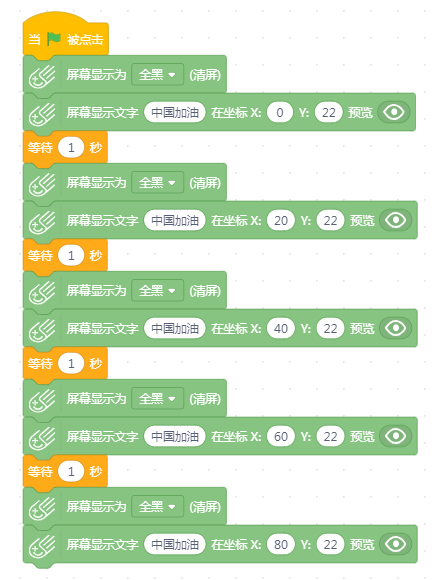 当 被点击
屏幕显示为 全黑 (清屏)
屏幕显示文字 中国加油 在坐标 X: 0 Y: 22 预览
等待 1 秒
屏幕显示为 全黑 (清屏)
屏幕显示文字 中国加油 在坐标 X: 20 Y: 22 预览
等待 1 秒
屏幕显示为 全黑 (清屏)
屏幕显示文字 中国加油 在坐标 X: 40 Y: 22 预览
等待 1 秒
屏幕显示为 全黑 (清屏)
屏幕显示文字 中国加油 在坐标 X: 60 Y: 22 预览
等待 1 秒
屏幕显示为 全黑 (清屏)
屏幕显示文字 中国加油 在坐标 X: 80 Y: 22 预览